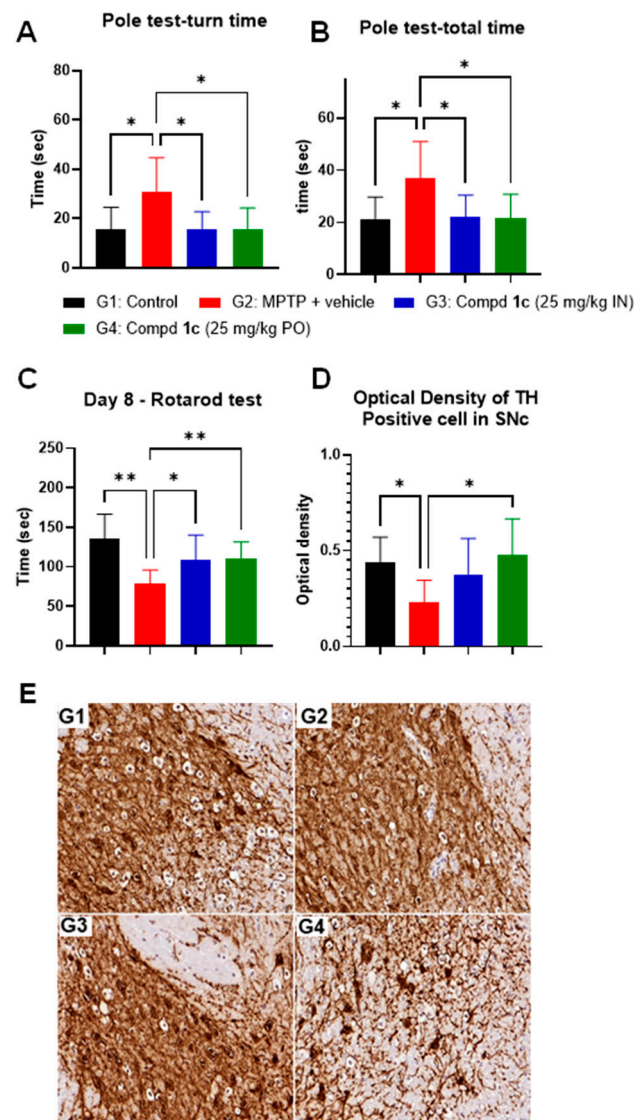 A
Pole test-turn time
Time (sec)
80
60
40
20
0
*
*
*
B
Pole test-total time
time (sec)
60
40
20
0
*
*
*
G1: Control
G2: MPTP + vehicle
G3: Compd 1c (25 mg/kg IN)
G4: Compd 1c (25 mg/kg PO)
C
Day 8 - Rotarod test
Time (sec)
250
200
150
100
50
0
**
**
*
D
Optical Density of TH
Positive cell in SNc
Optical density
1.0
0.5
0.0
*
*
E
G1
G2
G3
G4